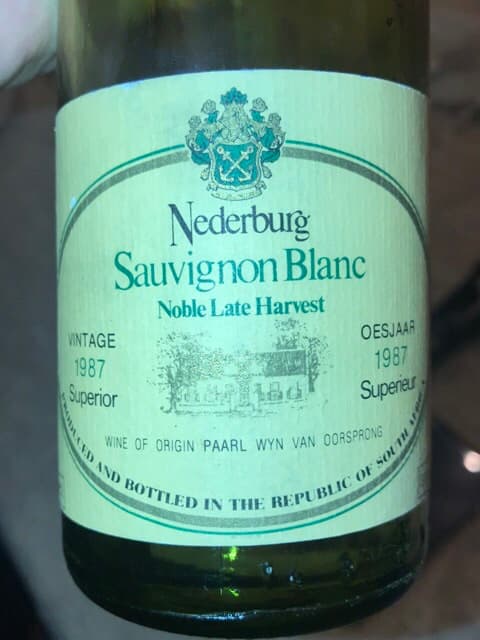 Nederburg
Sauvignon Blanc
Noble Late Harvest
VINTAGE
1987
Superior
OESJAAR
1987
Superieur
WINE OF ORIGIN PAARL WYN VAN OORSPRONG
PRODUCED AND BOTTLED IN THE REPUBLIC OF SOUTH AFRICA